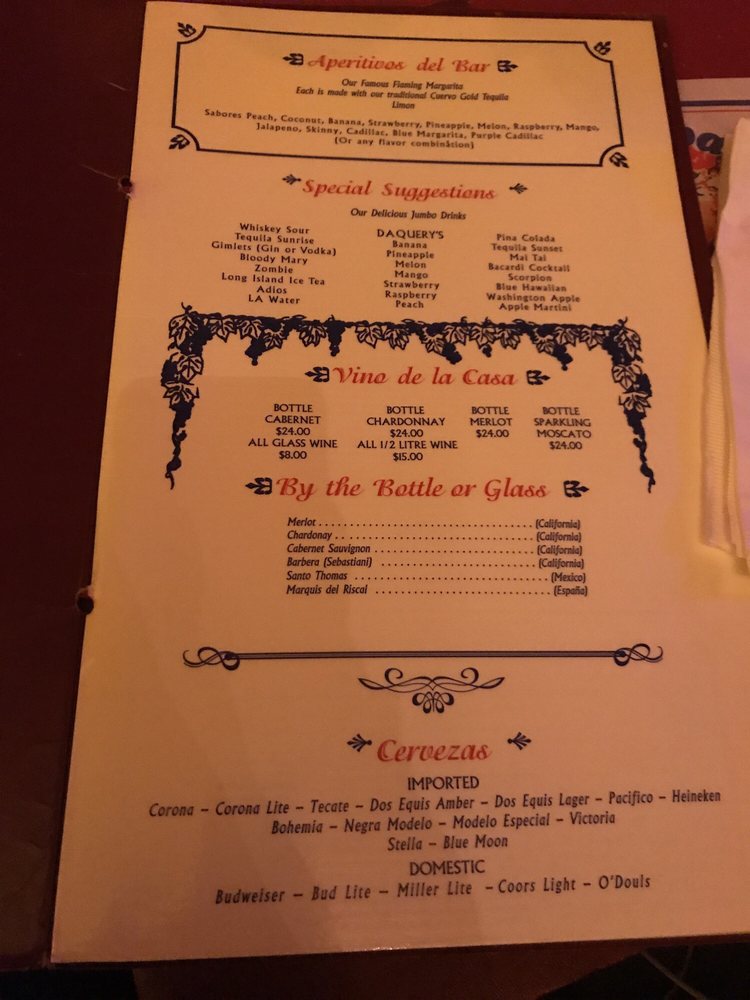 Aperitivos del Bar
Our Famous Flaming Margarita
Each is made with our traditional Cuervo Gold Tequila
Limon
Sabores Peach, Coconut, Banana, Strawberry, Pineapple, Melon, Raspberry, Mango,
Jalapeno, Skinny, Cadillac, Blue Margarita, Purple Cadillac
(Or any flavor combination)
Special Suggestions
Our Delicious Jumbo Drinks
Whiskey Sour
Tequila Sunrise
Gimlets (Gin or Vodka)
Bloody Mary
Zombie
Long Island Ice Tea
Adios
LA Water
DAQUERY'S
Banana
Pineapple
Melon
Mango
Strawberry
Raspberry
Peach
Pina Colada
Tequila Sunset
Mai Tai
Bacardi Cocktail
Scorpion
Blue Hawaiian
Washington Apple
Apple Martini
Vino de la Casa
BOTTLE
CABERNET
$24.00
ALL GLASS WINE
$8.00
BOTTLE
CHARDONNAY
$24.00
ALL 1/2 LITRE WINE
$15.00
BOTTLE
MERLOT
$24.00
BOTTLE
SPARKLING
MOSCATO
$24.00
By the Bottle or Glass
Merlot . . . . . . . . . . . . . . . . . . . . . . . . . . . . . . . . . . . (California)
Chardonay . . . . . . . . . . . . . . . . . . . . . . . . . . . . . . . . (California)
Cabernet Sauvignon . . . . . . . . . . . . . . . . . . . . . . . . . (California)
Barbera (Sebastiani) . . . . . . . . . . . . . . . . . . . . . . . . (California)
Santo Thomas . . . . . . . . . . . . . . . . . . . . . . . . . . . . . . (Mexico)
Marquis del Riscal . . . . . . . . . . . . . . . . . . . . . . . . . . . (España)
Cervezas
IMPORTED
Corona – Corona Lite – Tecate – Dos Equis Amber – Dos Equis Lager – Pacifico – Heineken
Bohemia – Negra Modelo – Modelo Especial – Victoria
Stella – Blue Moon
DOMESTIC
Budweiser – Bud Lite – Miller Lite – Coors Light – O'Douls